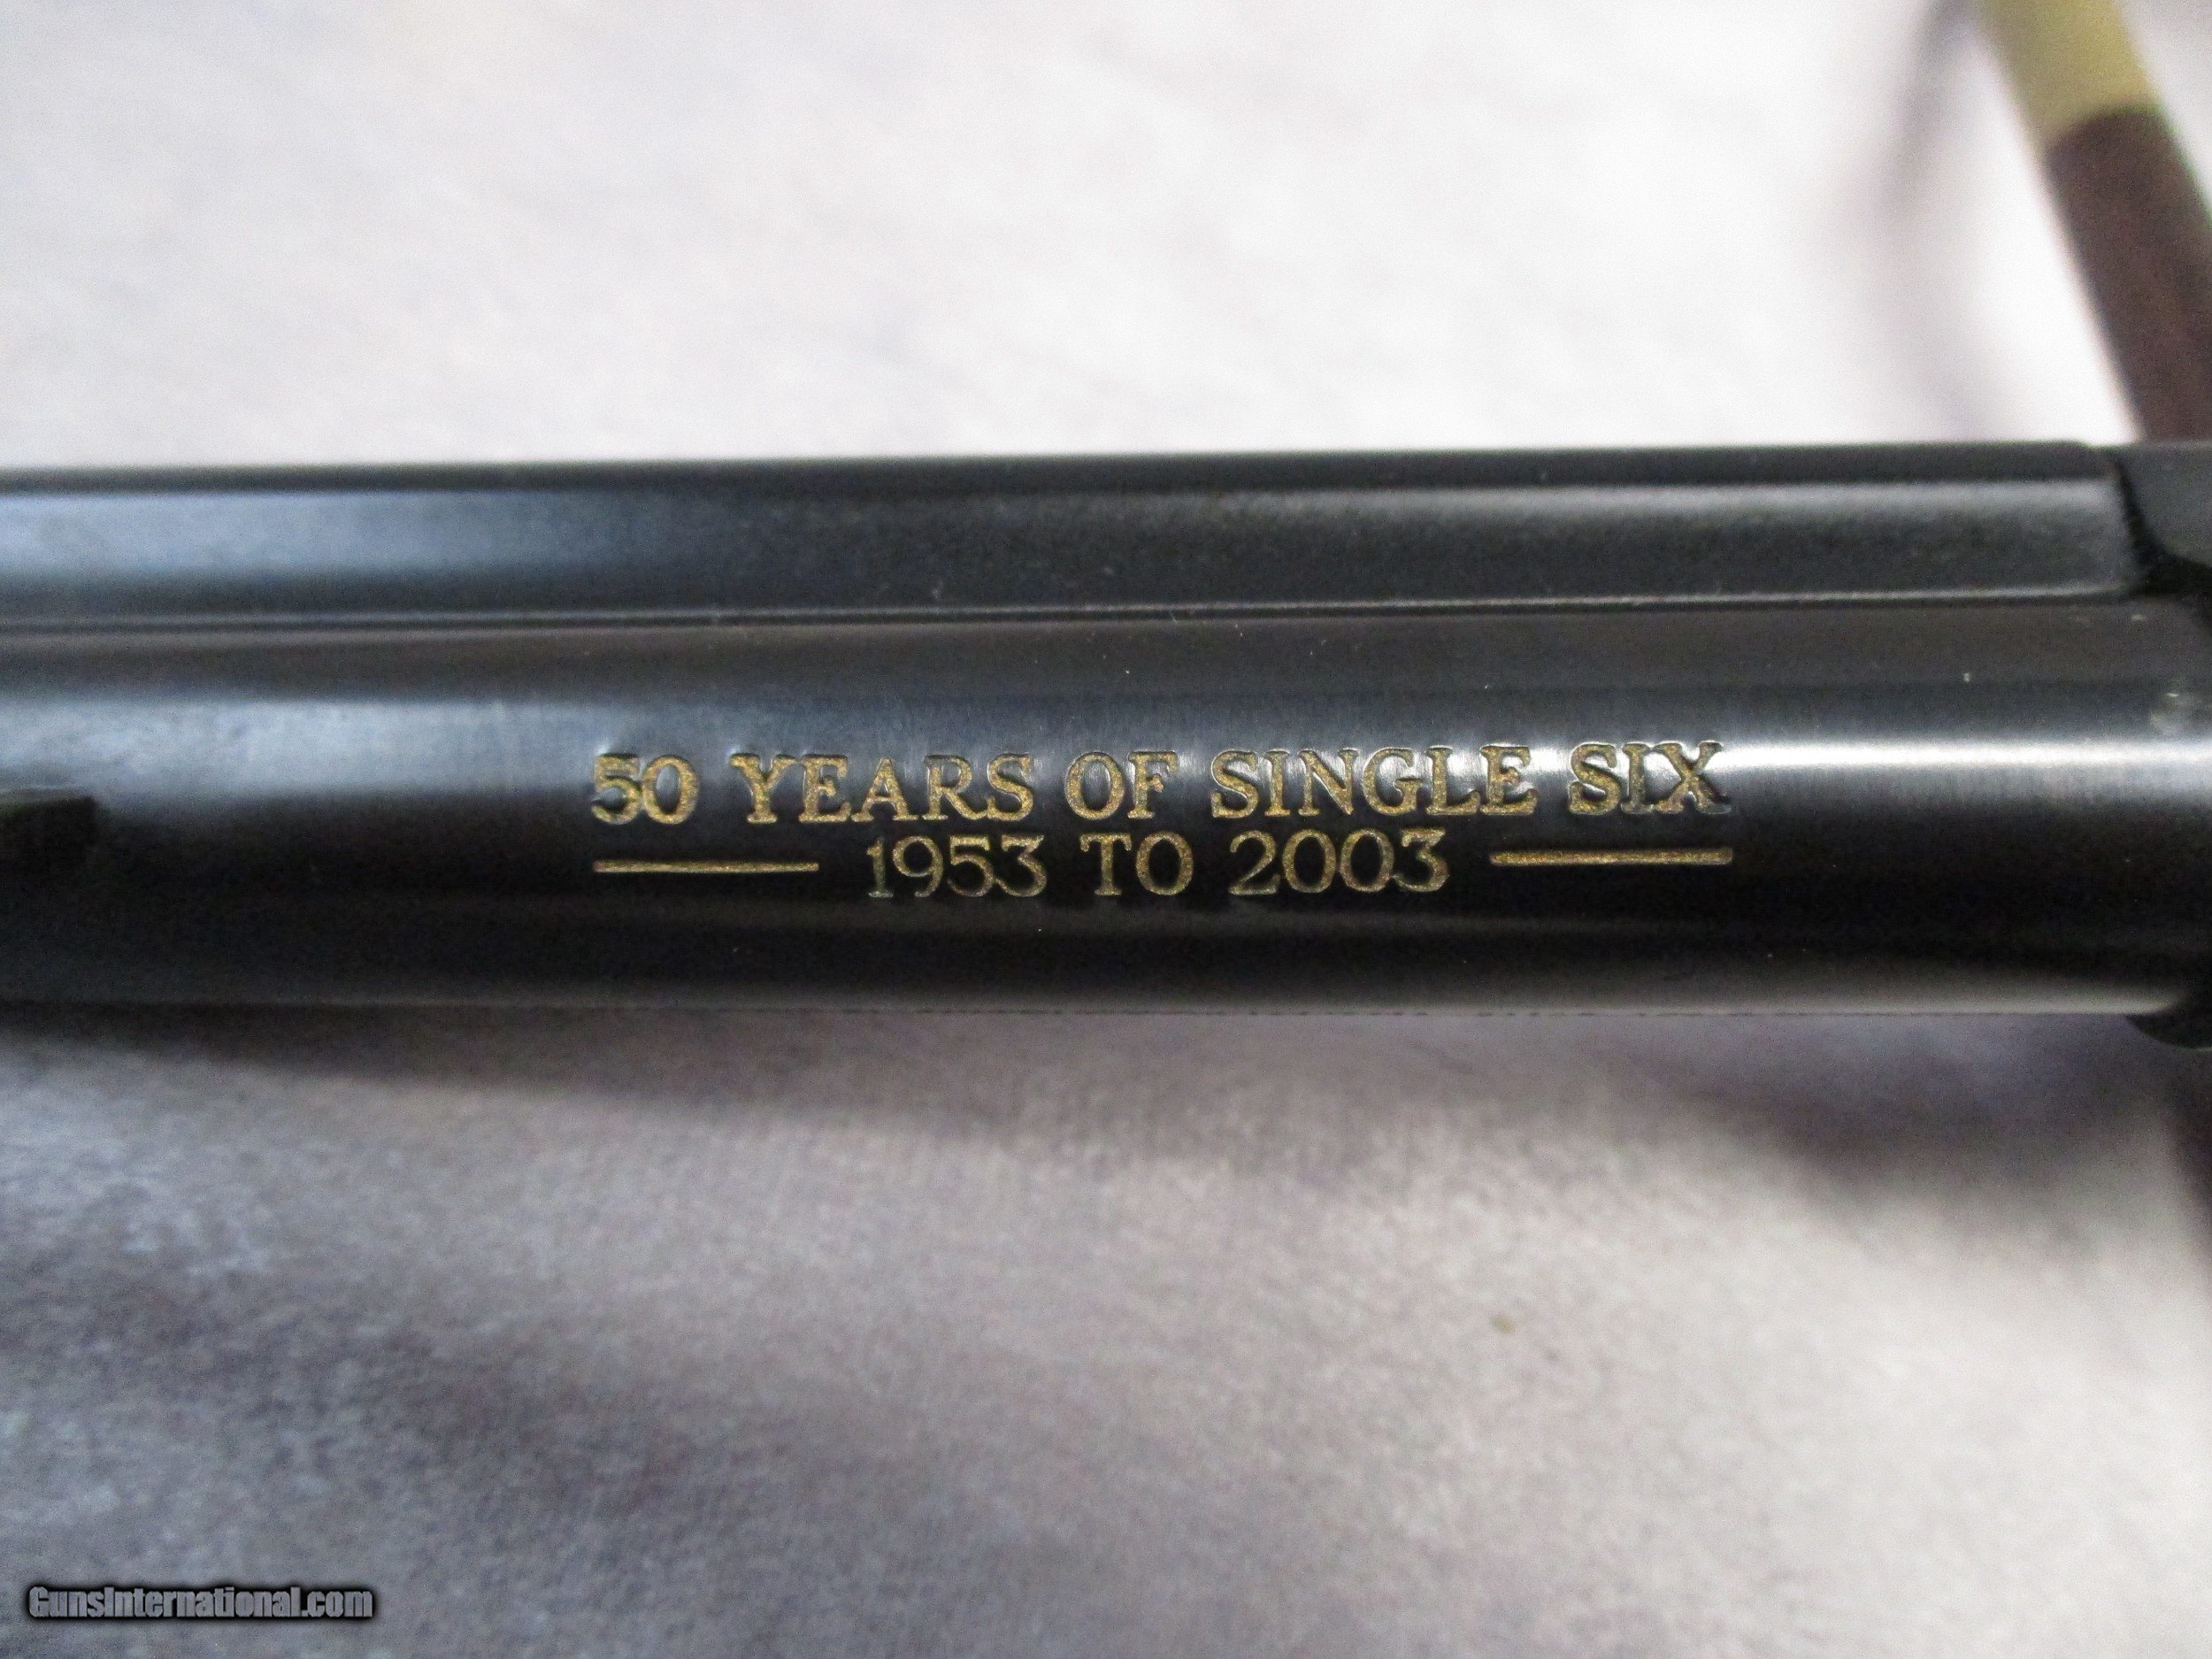 50 YEARS OF SINGLE SIX
1953 TO 2003
GunsInternational.com